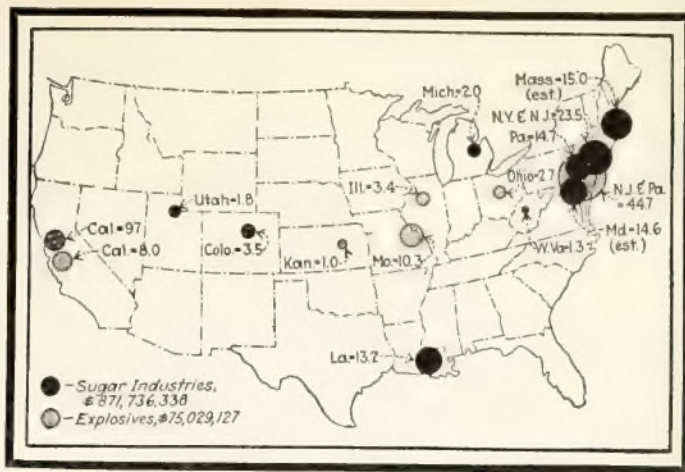 Mich.=2.0
Mass.=15.0
(est.)
N.Y. & N.J.=23.5
Pa.=14.7
Ill.=3.4
Ohio=2.7
N.J. & Pa.
=44.7
Utah=1.8
Cal.=9.7
Cal.=8.0
Colo.=3.5
Kan.=1.0
Mo.=10.3
W.Va.=1.3
Md.=14.6
(est.)
La.=13.2
-Sugar Industries,
$871,736,338
-Explosives, $75,029,127